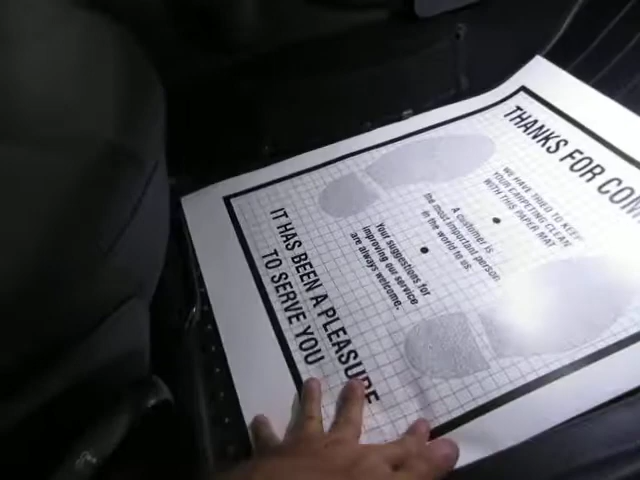 THANKS FOR
WE HAVE TRIED TO KEEP
YOUR CARPETING CLEAN
WITH THIS PAPER MAT
A customer is
the most important person
in the world to us.
Your suggestions for
improving our service
are always welcome.
IT HAS BEEN A PLEASURE
TO SERVE YOU